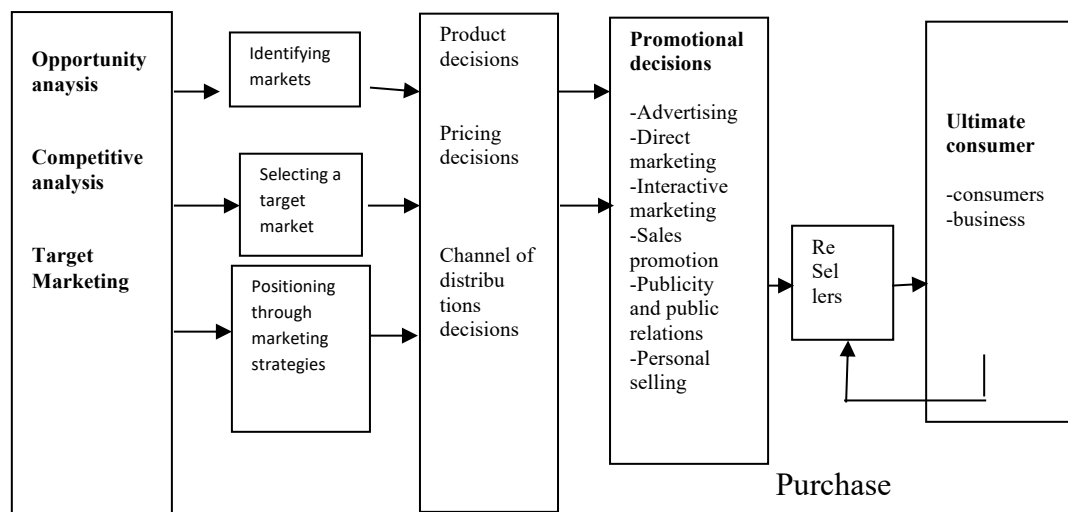 Opportunity
anaysis
Competitive
analysis
Target
Marketing
Identifying
markets
Selecting a
target
market
Positioning
through
marketing
strategies
Product
decisions
Pricing
decisions
Channel of
distribu
tions
decisions
Promotional
decisions
-Advertising
-Direct
marketing
-Interactive
marketing
-Sales
promotion
-Publicity
and public
relations
-Personal
selling
Re
Sel
lers
Ultimate
consumer
-consumers
-business
Purchase